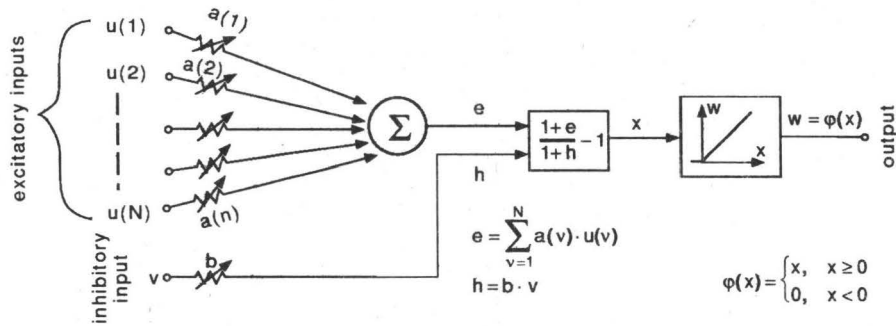 excitatory inputs
u(1)
a(1)
u(2)
a(2)
u(N)
a(n)
inhibitory
input
v
b
Σ
e
h
1+e
1+h
-1
x
w
x
w = φ(x)
output
e = N Σ ν=1 a(ν) · u(ν)
h = b · v
φ(x) = { x, x ≥ 0
0, x < 0